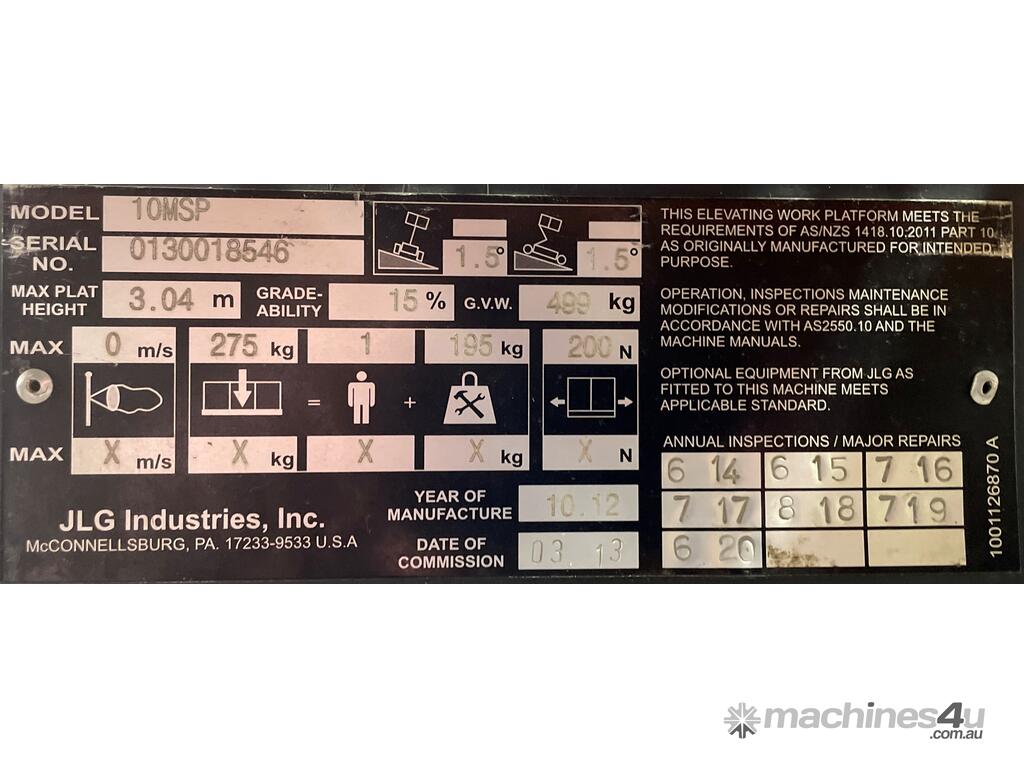 MODEL 10MSP
SERIAL NO. 0130018546
1.5° 1.5°
MAX PLAT HEIGHT 3.04 m GRADE-ABILITY 15 % G.V.W. 499 kg
MAX 0 m/s 275 kg 1 195 kg 200 N
= +
MAX X m/s X kg X X kg X N
JLG Industries, Inc.
McCONNELLSBURG, PA. 17233-9533 U.S.A
YEAR OF MANUFACTURE 10.12
DATE OF COMMISSION 03 13
THIS ELEVATING WORK PLATFORM MEETS THE
REQUIREMENTS OF AS/NZS 1418.10:2011 PART 10
AS ORIGINALLY MANUFACTURED FOR INTENDED
PURPOSE.
OPERATION, INSPECTIONS MAINTENANCE
MODIFICATIONS OR REPAIRS SHALL BE IN
ACCORDANCE WITH AS2550.10 AND THE
MACHINE MANUALS.
OPTIONAL EQUIPMENT FROM JLG AS
FITTED TO THIS MACHINE MEETS
APPLICABLE STANDARD.
ANNUAL INSPECTIONS / MAJOR REPAIRS
6 14 6 15 7 16
7 17 8 18 7 19
6 20
1001126870 A
machines4u
.com.au